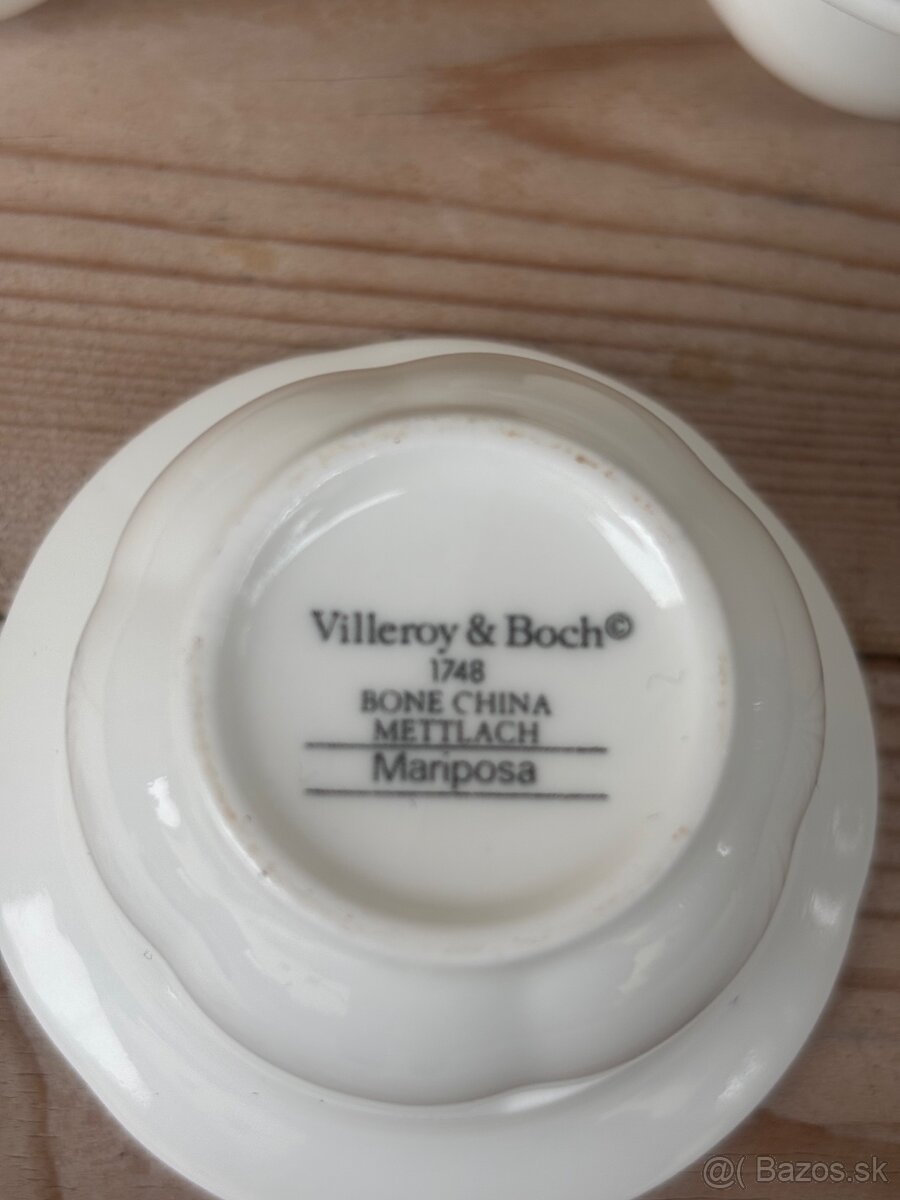 Villeroy & Boch©
1748
BONE CHINA
METTLACH
Mariposa
@( Bazos.sk